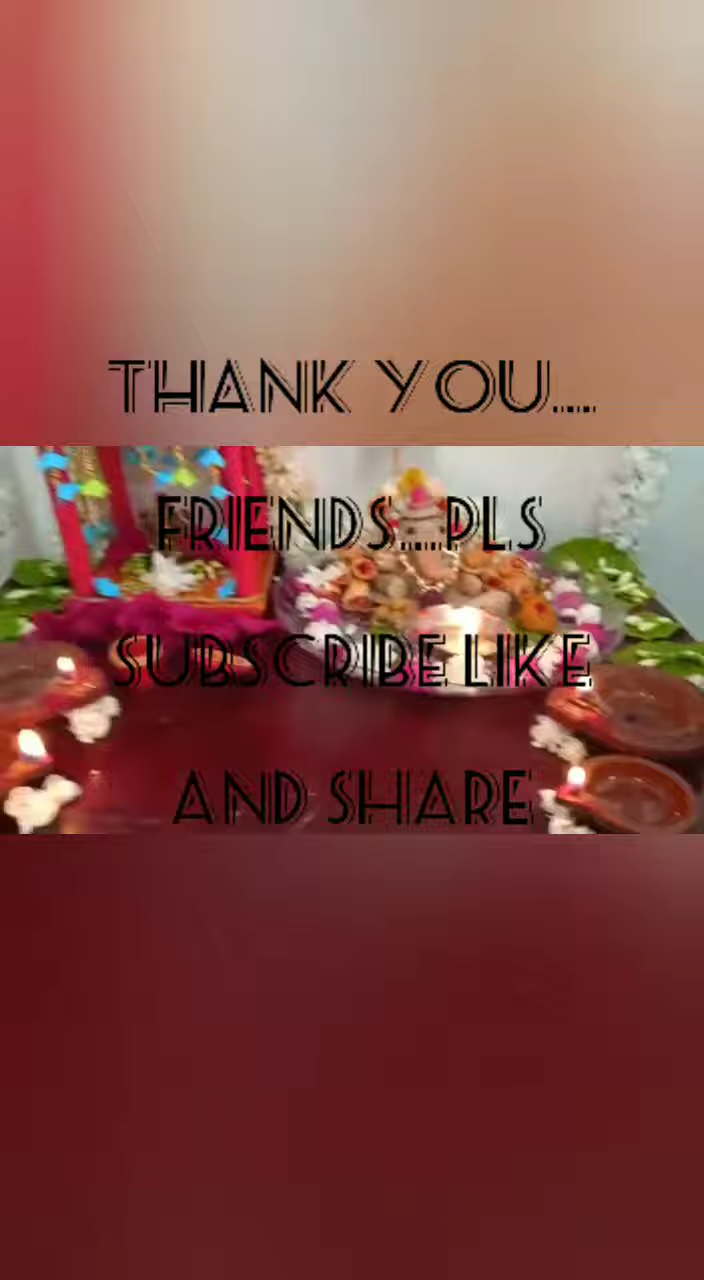 THANK YOU......
FRIENDS......PLS
SUBSCRIBE LIKE
AND SHARE